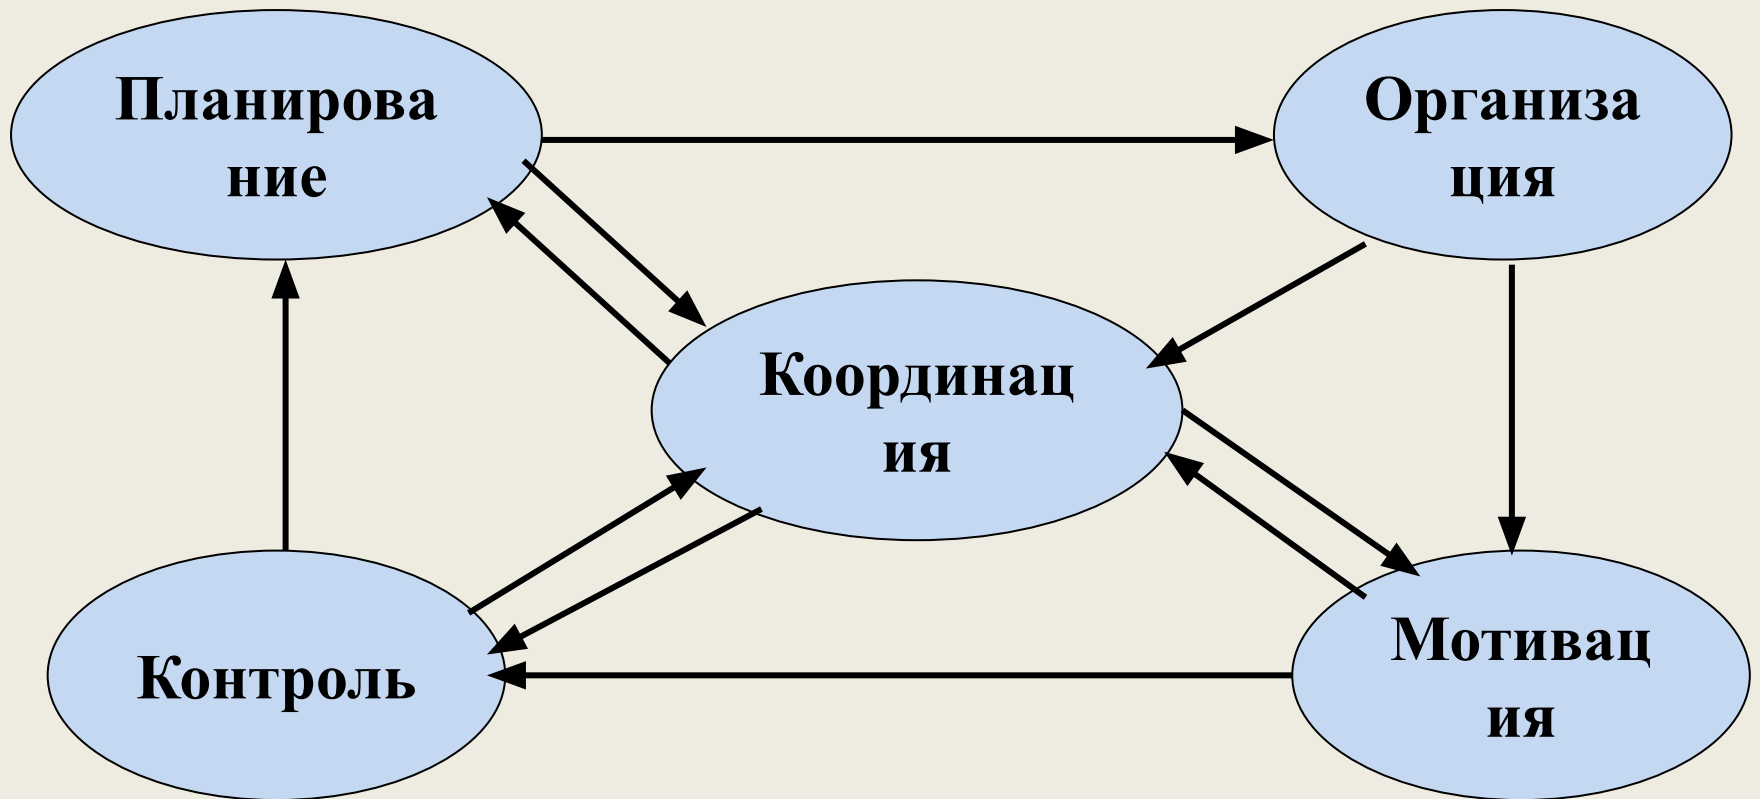 Планирова
ние
Организа
ция
Координац
ия
Контроль
Мотивац
ия